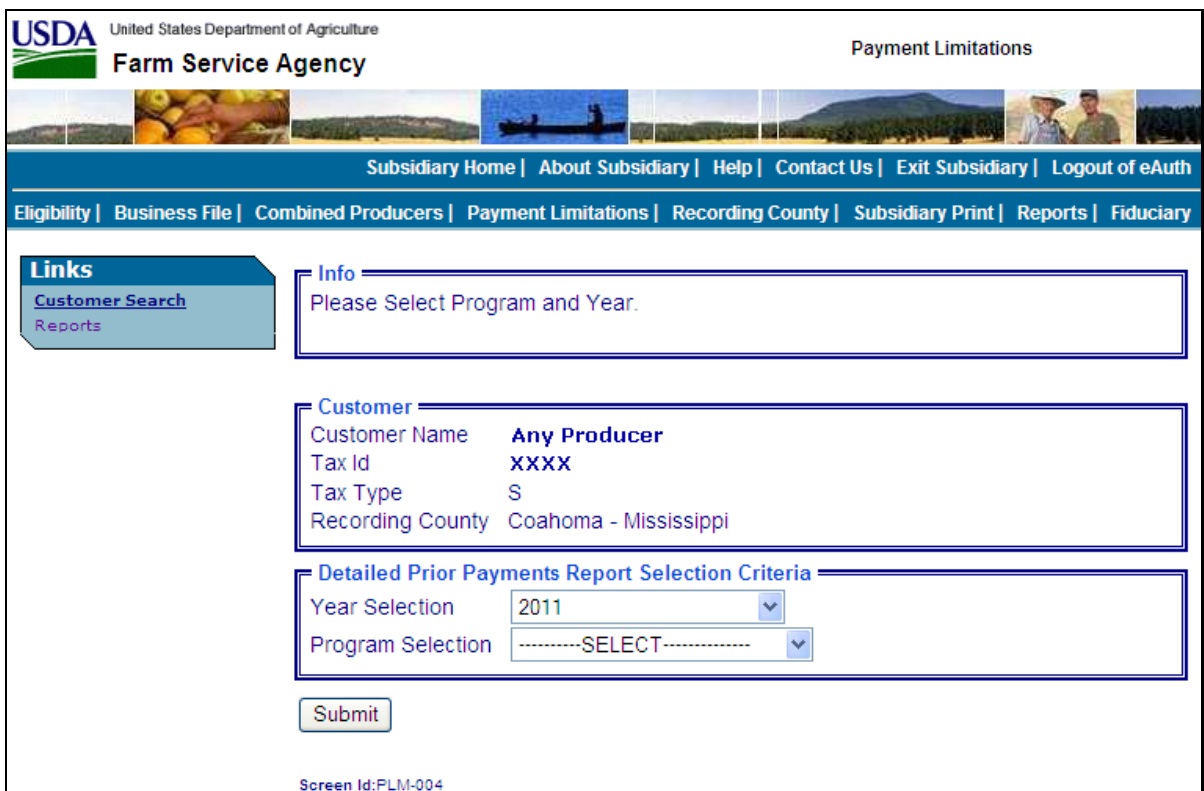 USDA United States Department of Agriculture
Farm Service Agency
Payment Limitations
Subsidiary Home | About Subsidiary | Help | Contact Us | Exit Subsidiary | Logout of eAuth
Eligibility | Business File | Combined Producers | Payment Limitations | Recording County | Subsidiary Print | Reports | Fiduciary
Links
Customer Search
Reports
Info
Please Select Program and Year.
Customer
Customer Name Any Producer
Tax Id XXXX
Tax Type S
Recording County Coahoma - Mississippi
Detailed Prior Payments Report Selection Criteria
Year Selection 2011
Program Selection ----------SELECT--------------
Submit
Screen Id:PLM-004